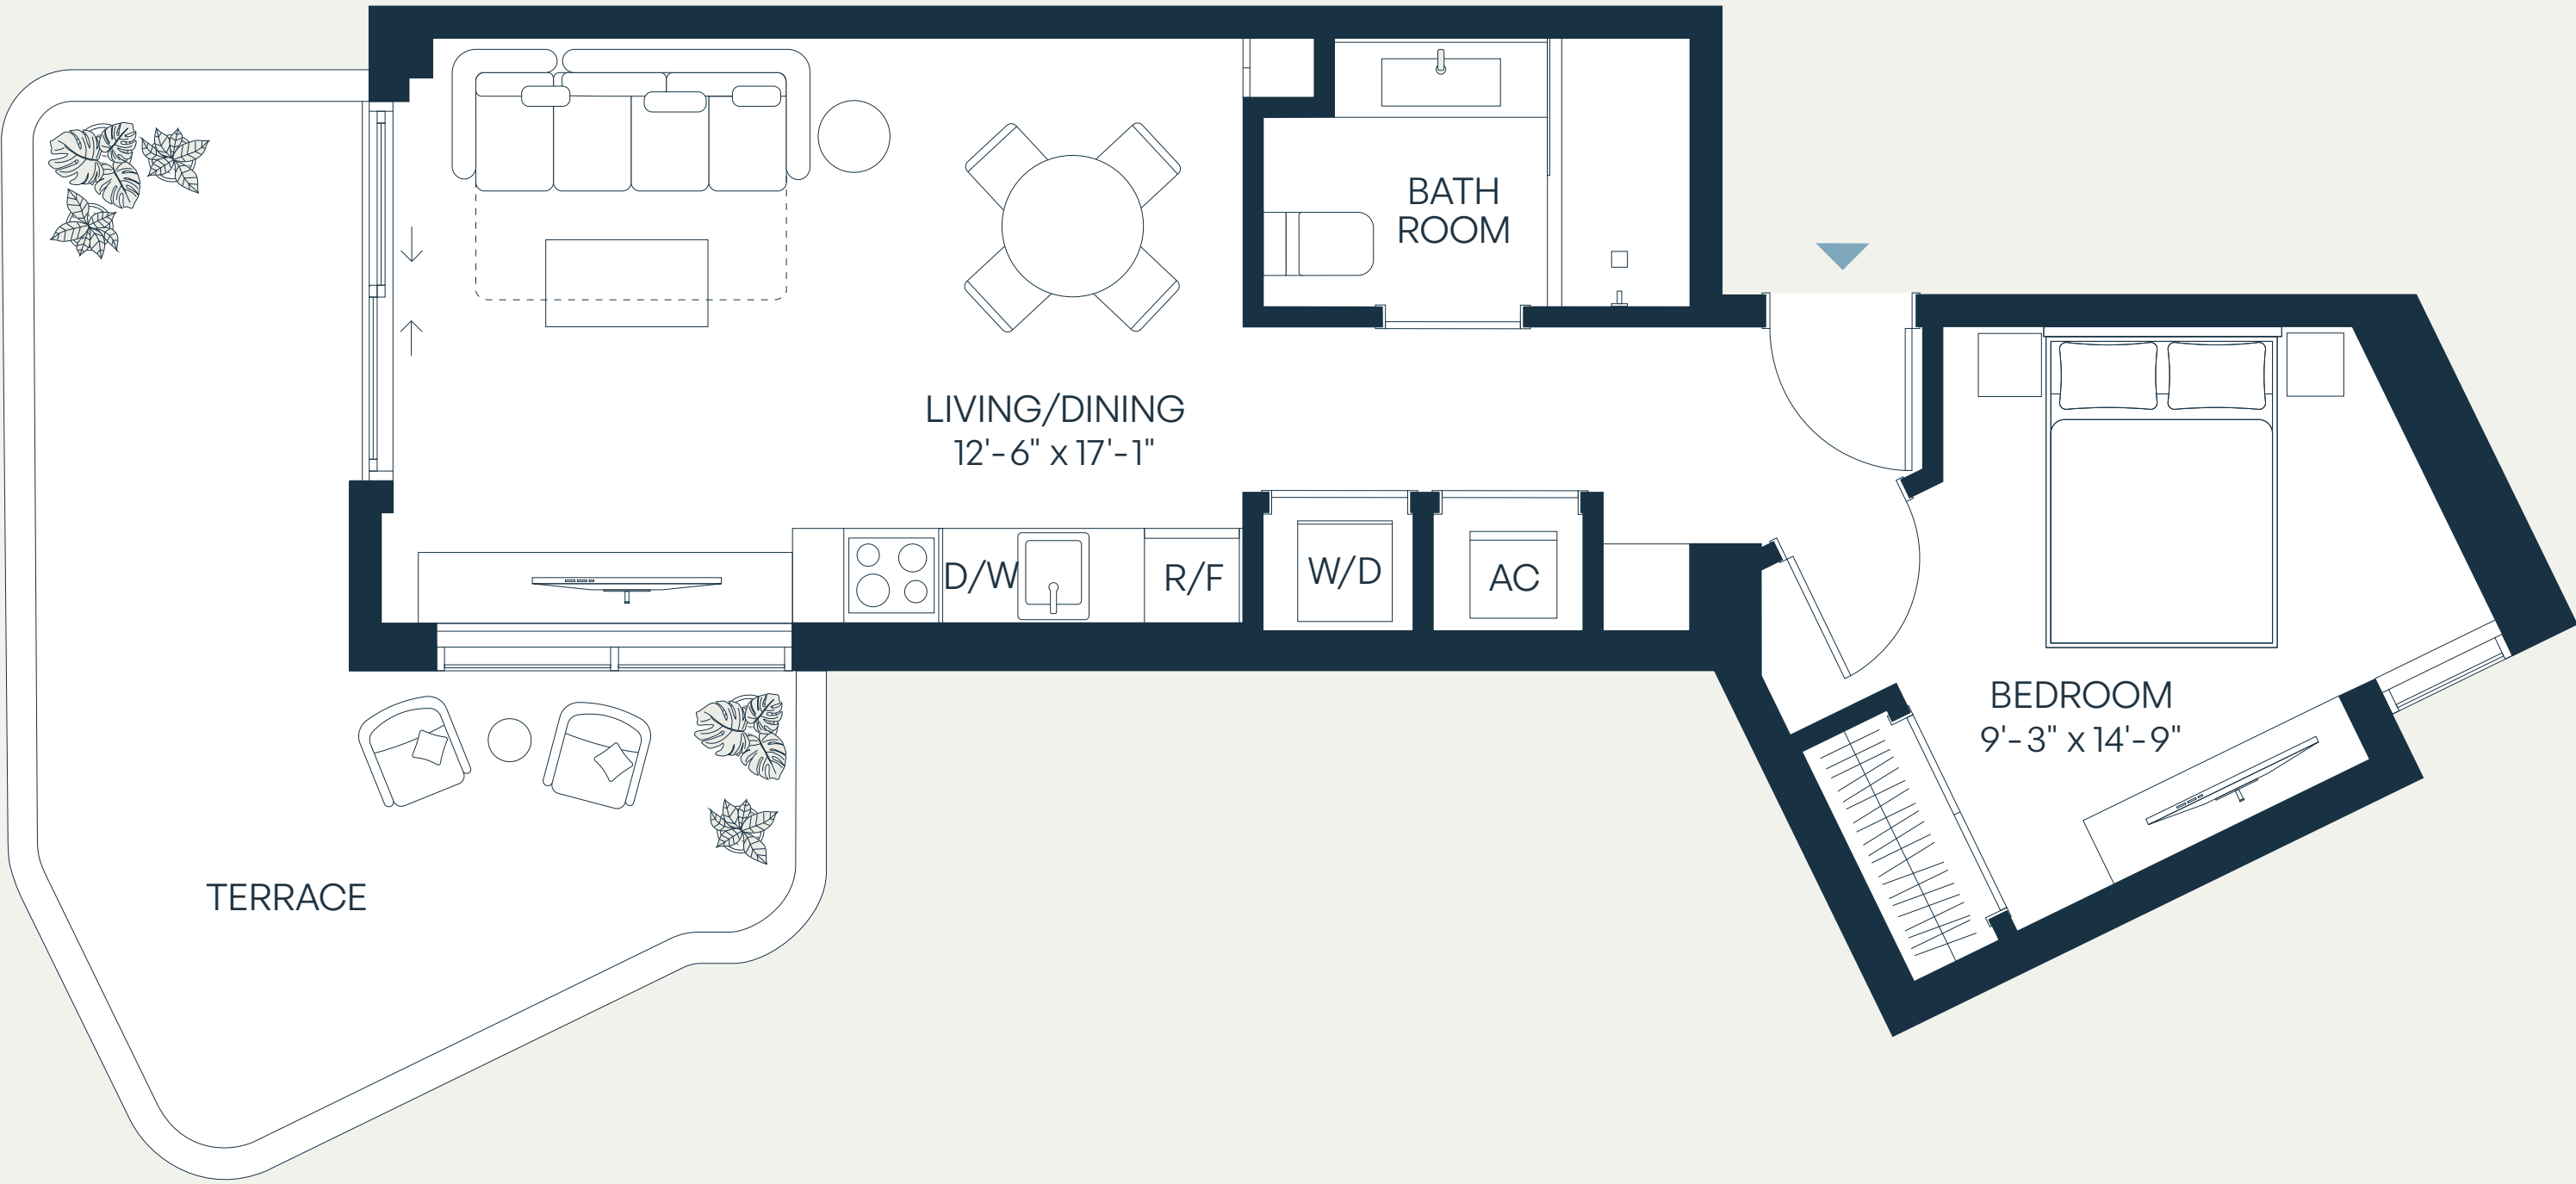 BATH
ROOM
LIVING/DINING
12'-6" x 17'-1"
D/W
R/F
W/D
AC
BEDROOM
9'-3" x 14'-9"
TERRACE